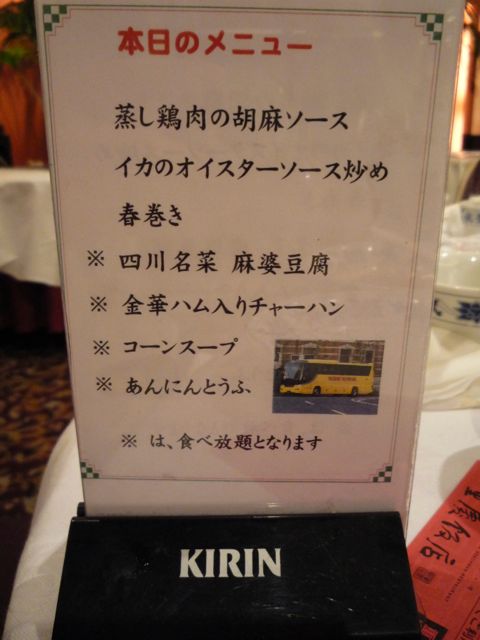 本日のメニュー
蒸し鶏肉の胡麻ソース
イカのオイスターソース炒め
春巻き
※ 四川名菜 麻婆豆腐
※ 金華ハム入りチャーハン
※ コーンスープ
※ あんにんとうふ
※ は、食べ放題となります
KIRIN
飯店